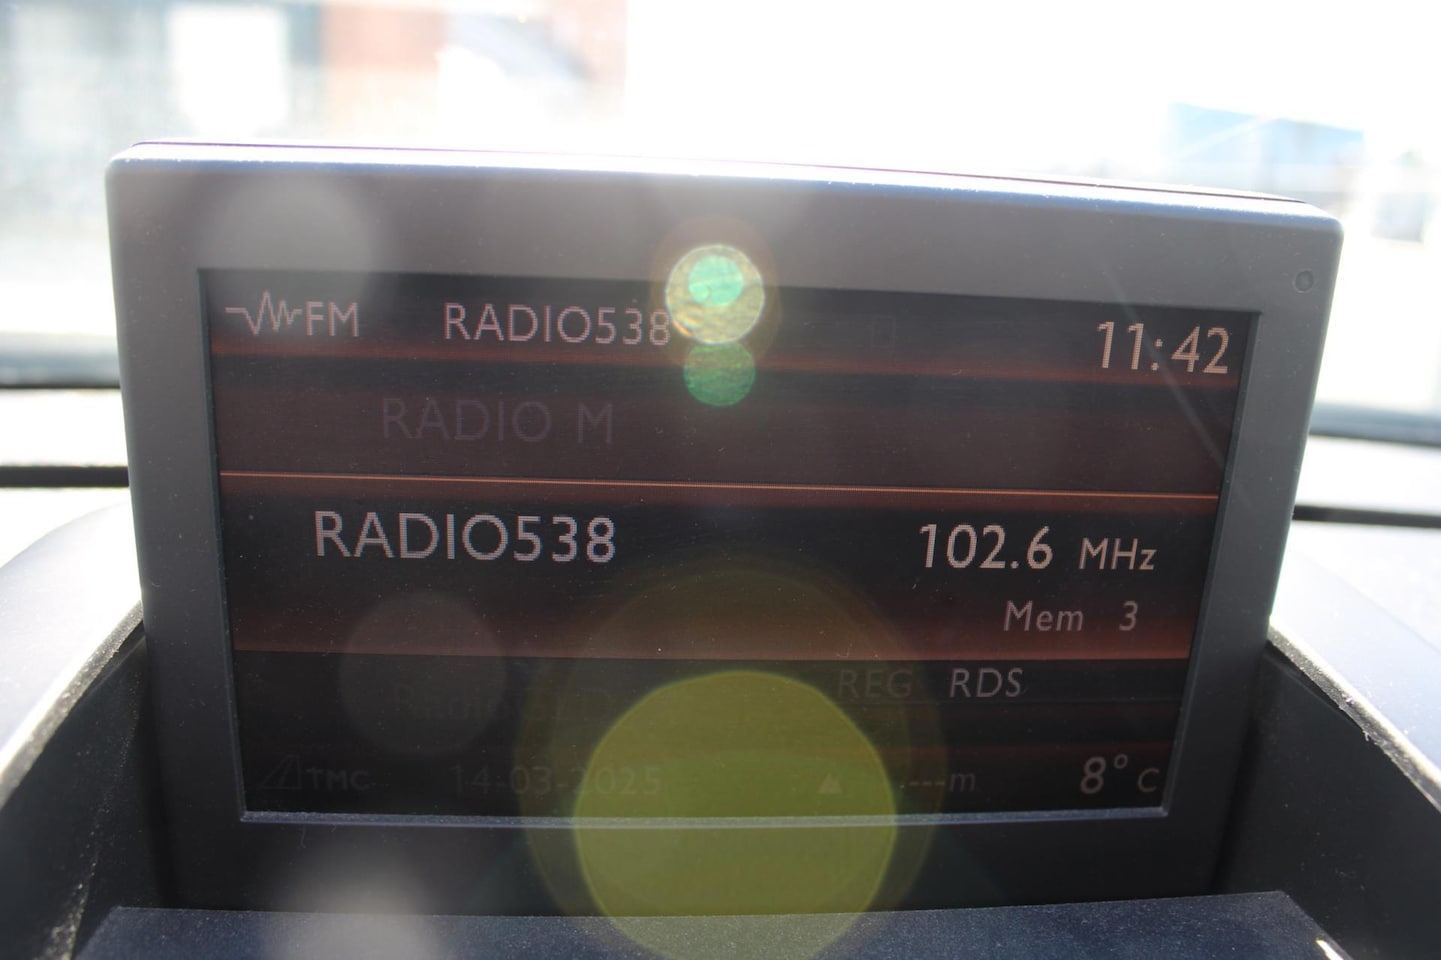 FM RADIO538 11:42
RADIO M
RADIO538 102.6 MHz
Mem 3
REG RDS
TMC 14-03-2025 ---m 8° C